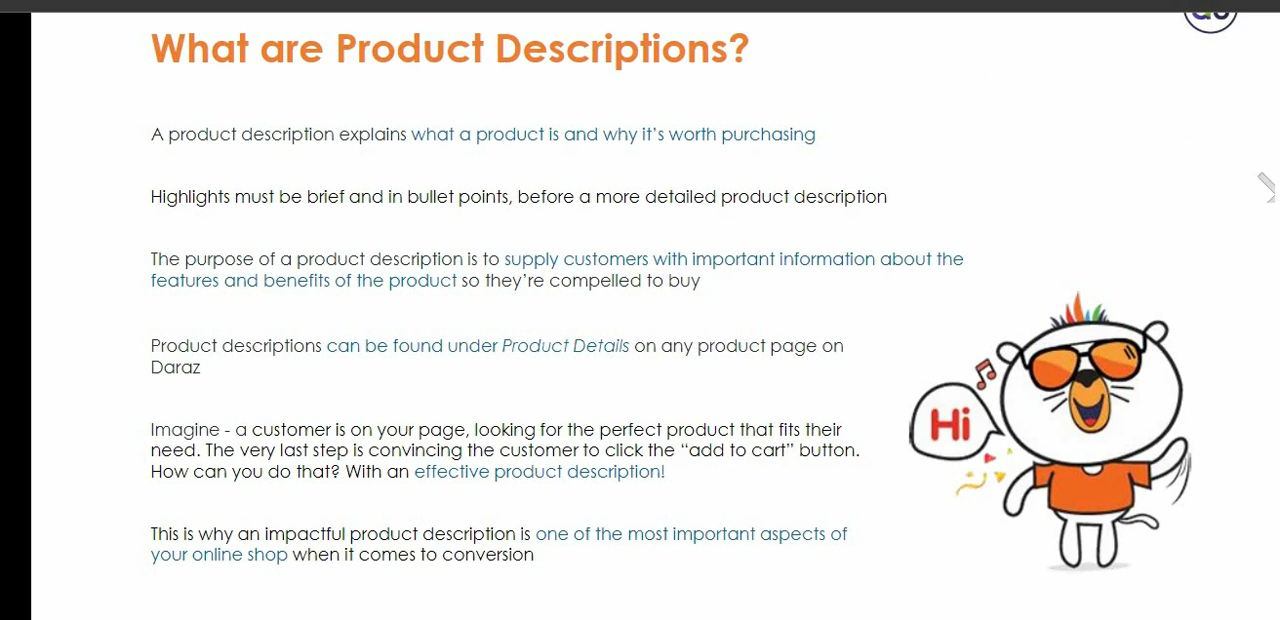 What are Product Descriptions?
A product description explains what a product is and why it's worth purchasing
Highlights must be brief and in bullet points, before a more detailed product description
The purpose of a product description is to supply customers with important information about the
features and benefits of the product so they're compelled to buy
Product descriptions can be found under Product Details on any product page on
Daraz
Imagine - a customer is on your page, looking for the perfect product that fits their
need. The very last step is convincing the customer to click the “add to cart” button.
How can you do that? With an effective product description!
Hi
This is why an impactful product description is one of the most important aspects of
your online shop when it comes to conversion